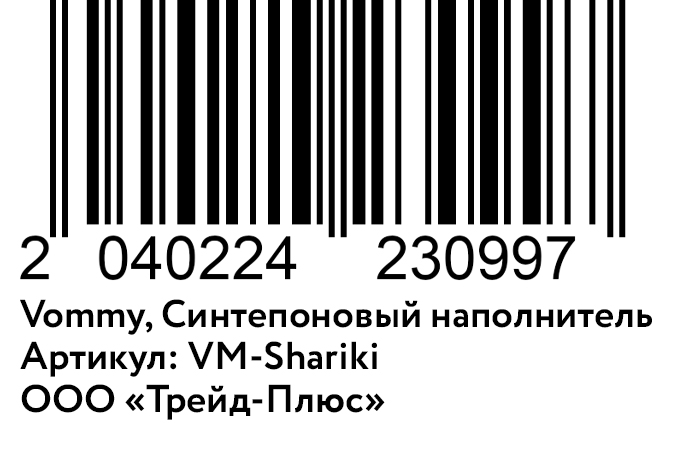 2 040224 230997
Vommy, Синтепоновый наполнитель
Артикул: VM-Shariki
ООО «Трейд-Плюс»